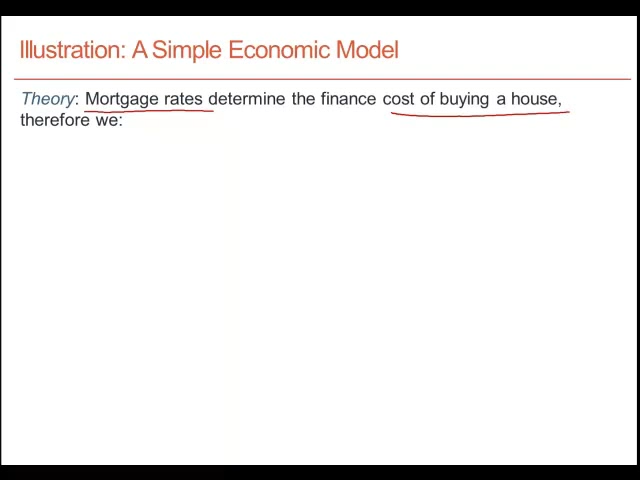 Illustration: A Simple Economic Model
Theory: Mortgage rates determine the finance cost of buying a house,
therefore we: